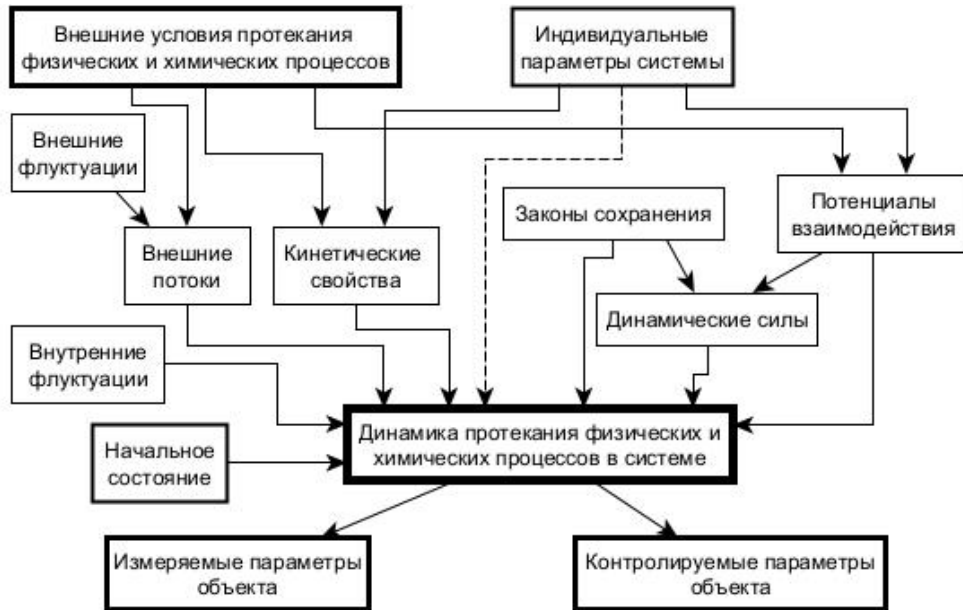 Внешние условия протекания
физических и химических процессов
Индивидуальные
параметры системы
Внешние
флуктуации
Законы сохранения
Потенциалы
взаимодействия
Внешние
потоки
Кинетические
свойства
Динамические силы
Внутренние
флуктуации
Динамика протекания физических и
химических процессов в системе
Начальное
состояние
Измеряемые параметры
объекта
Контролируемые параметры
объекта